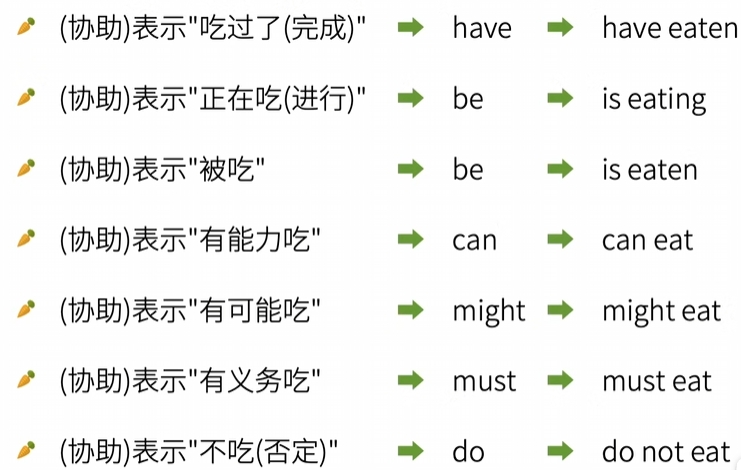 (协助)表示"吃过了(完成)" have have eaten
(协助)表示"正在吃(进行)" be is eating
(协助)表示"被吃" be is eaten
(协助)表示"有能力吃" can can eat
(协助)表示"有可能吃" might might eat
(协助)表示"有义务吃" must must eat
(协助)表示"不吃(否定)" do do not eat